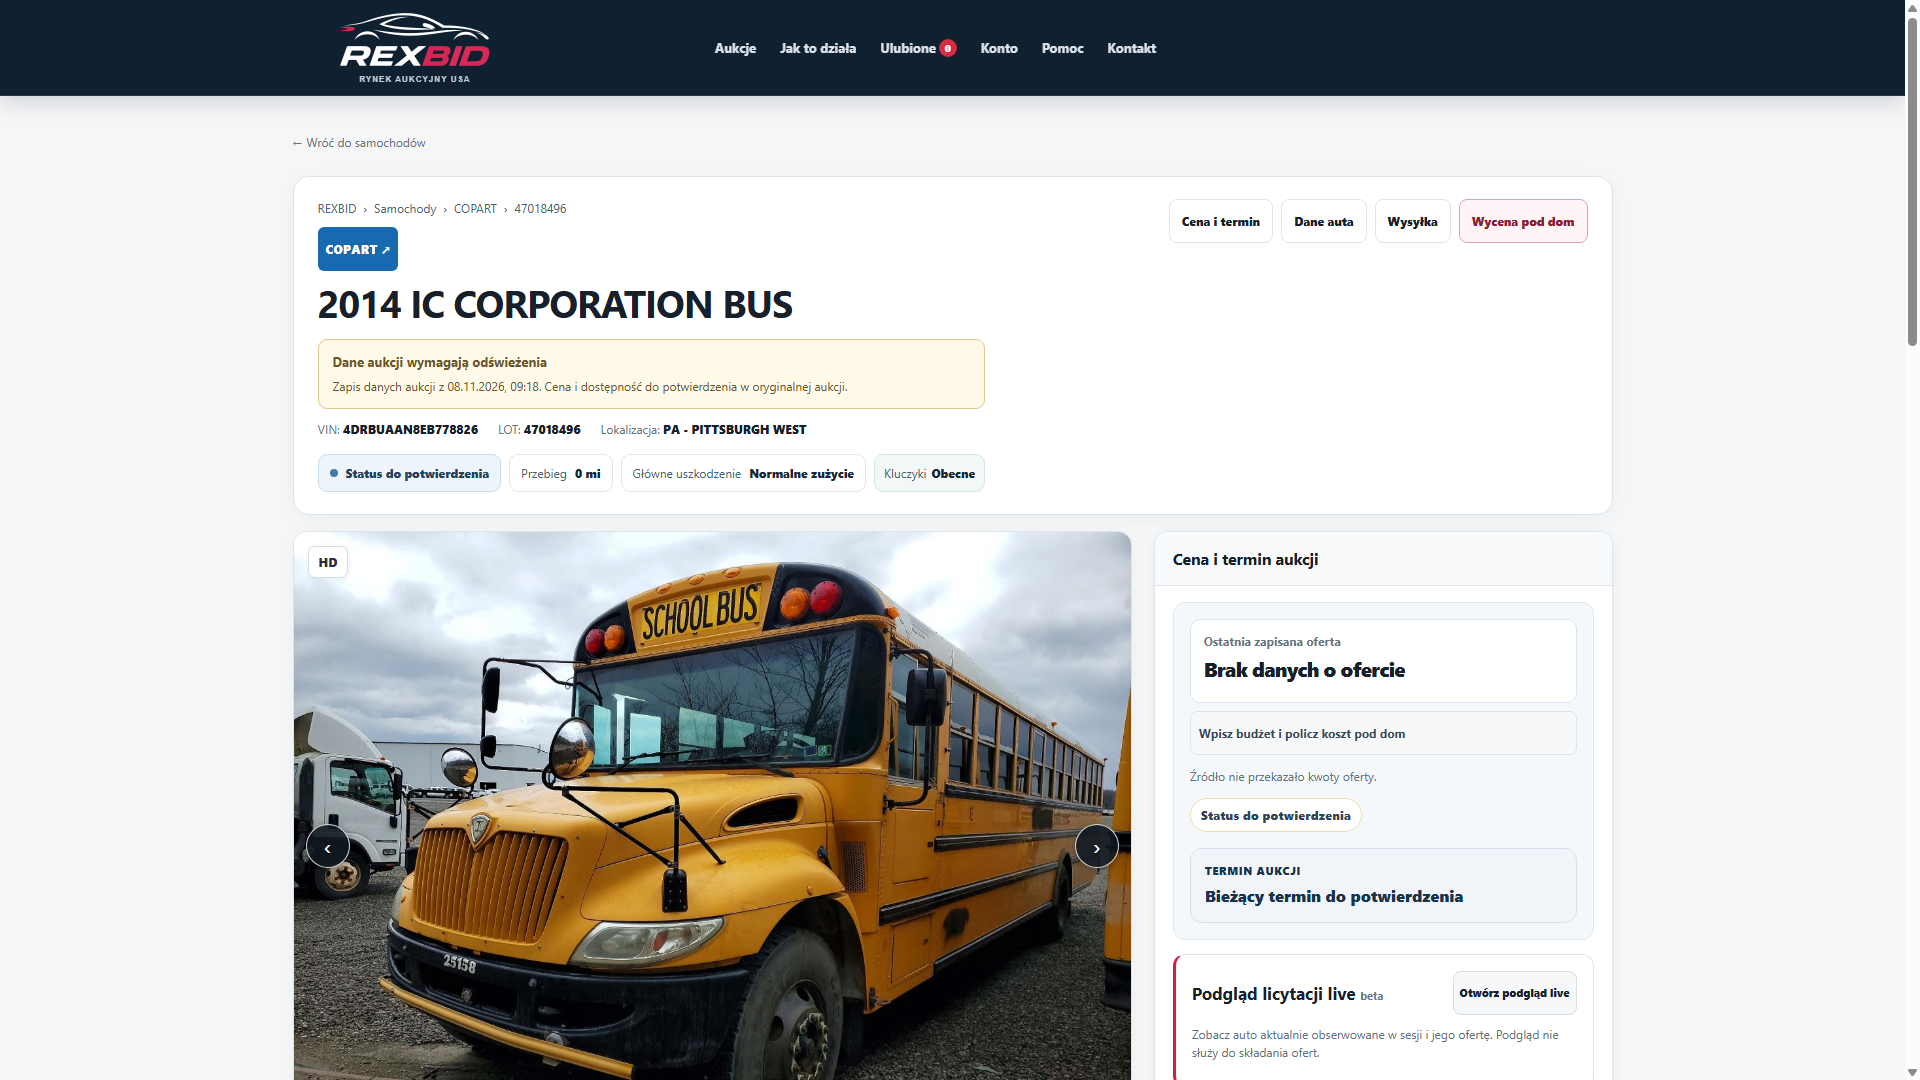 REXBID
RYNEK AUKCYJNY USA
Aukcje
Jak to działa
Ulubione 0
Konto
Pomoc
Kontakt
← Wróć do samochodów
REXBID › Samochody › COPART › 47018496
COPART ↗
Cena i termin
Dane auta
Wysyłka
Wycena pod dom
2014 IC CORPORATION BUS
Dane aukcji wymagają odświeżenia
Zapis danych aukcji z 08.11.2026, 09:18. Cena i dostępność do potwierdzenia w oryginalnej aukcji.
VIN: 4DRBUAAN8EB778826 LOT: 47018496 Lokalizacja: PA - PITTSBURGH WEST
Status do potwierdzenia
Przebieg 0 mi
Główne uszkodzenie Normalne zużycie
Kluczyki Obecne
HD
SCHOOL BUS
25158
Cena i termin aukcji
Ostatnia zapisana oferta
Brak danych o ofercie
Wpisz budżet i policz koszt pod dom
Źródło nie przekazało kwoty oferty.
Status do potwierdzenia
TERMIN AUKCJI
Bieżący termin do potwierdzenia
Podgląd licytacji live beta
Otwórz podgląd live
Zobacz auto aktualnie obserwowane w sesji i jego ofertę. Podgląd nie
służy do składania ofert.